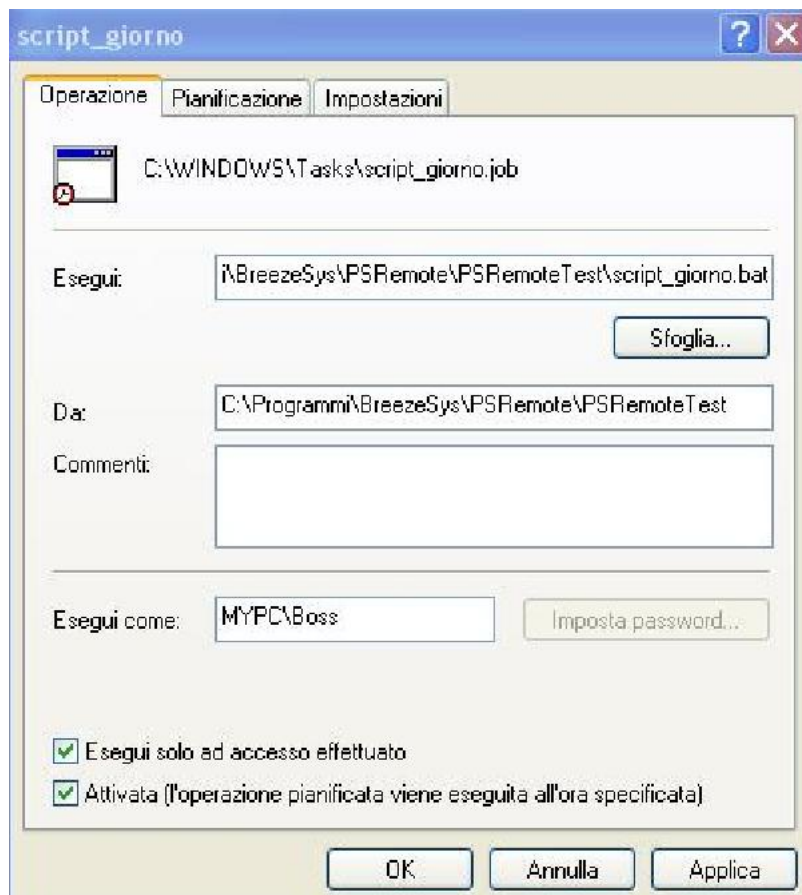 script_giorno
Operazione Pianificazione Impostazioni
C:\WINDOWS\Tasks\script_giorno.job
Esegui: i\BreezeSys\PSRemote\PSRemoteTest\script_giorno.bat
Sfoglia...
Da: C:\Programmi\BreezeSys\PSRemote\PSRemoteTest
Commenti:
Esegui come: MYPC\Boss Imposta password...
Esegui solo ad accesso effettuato
Attivata (l'operazione pianificata viene eseguita all'ora specificata)
OK Annulla Applica